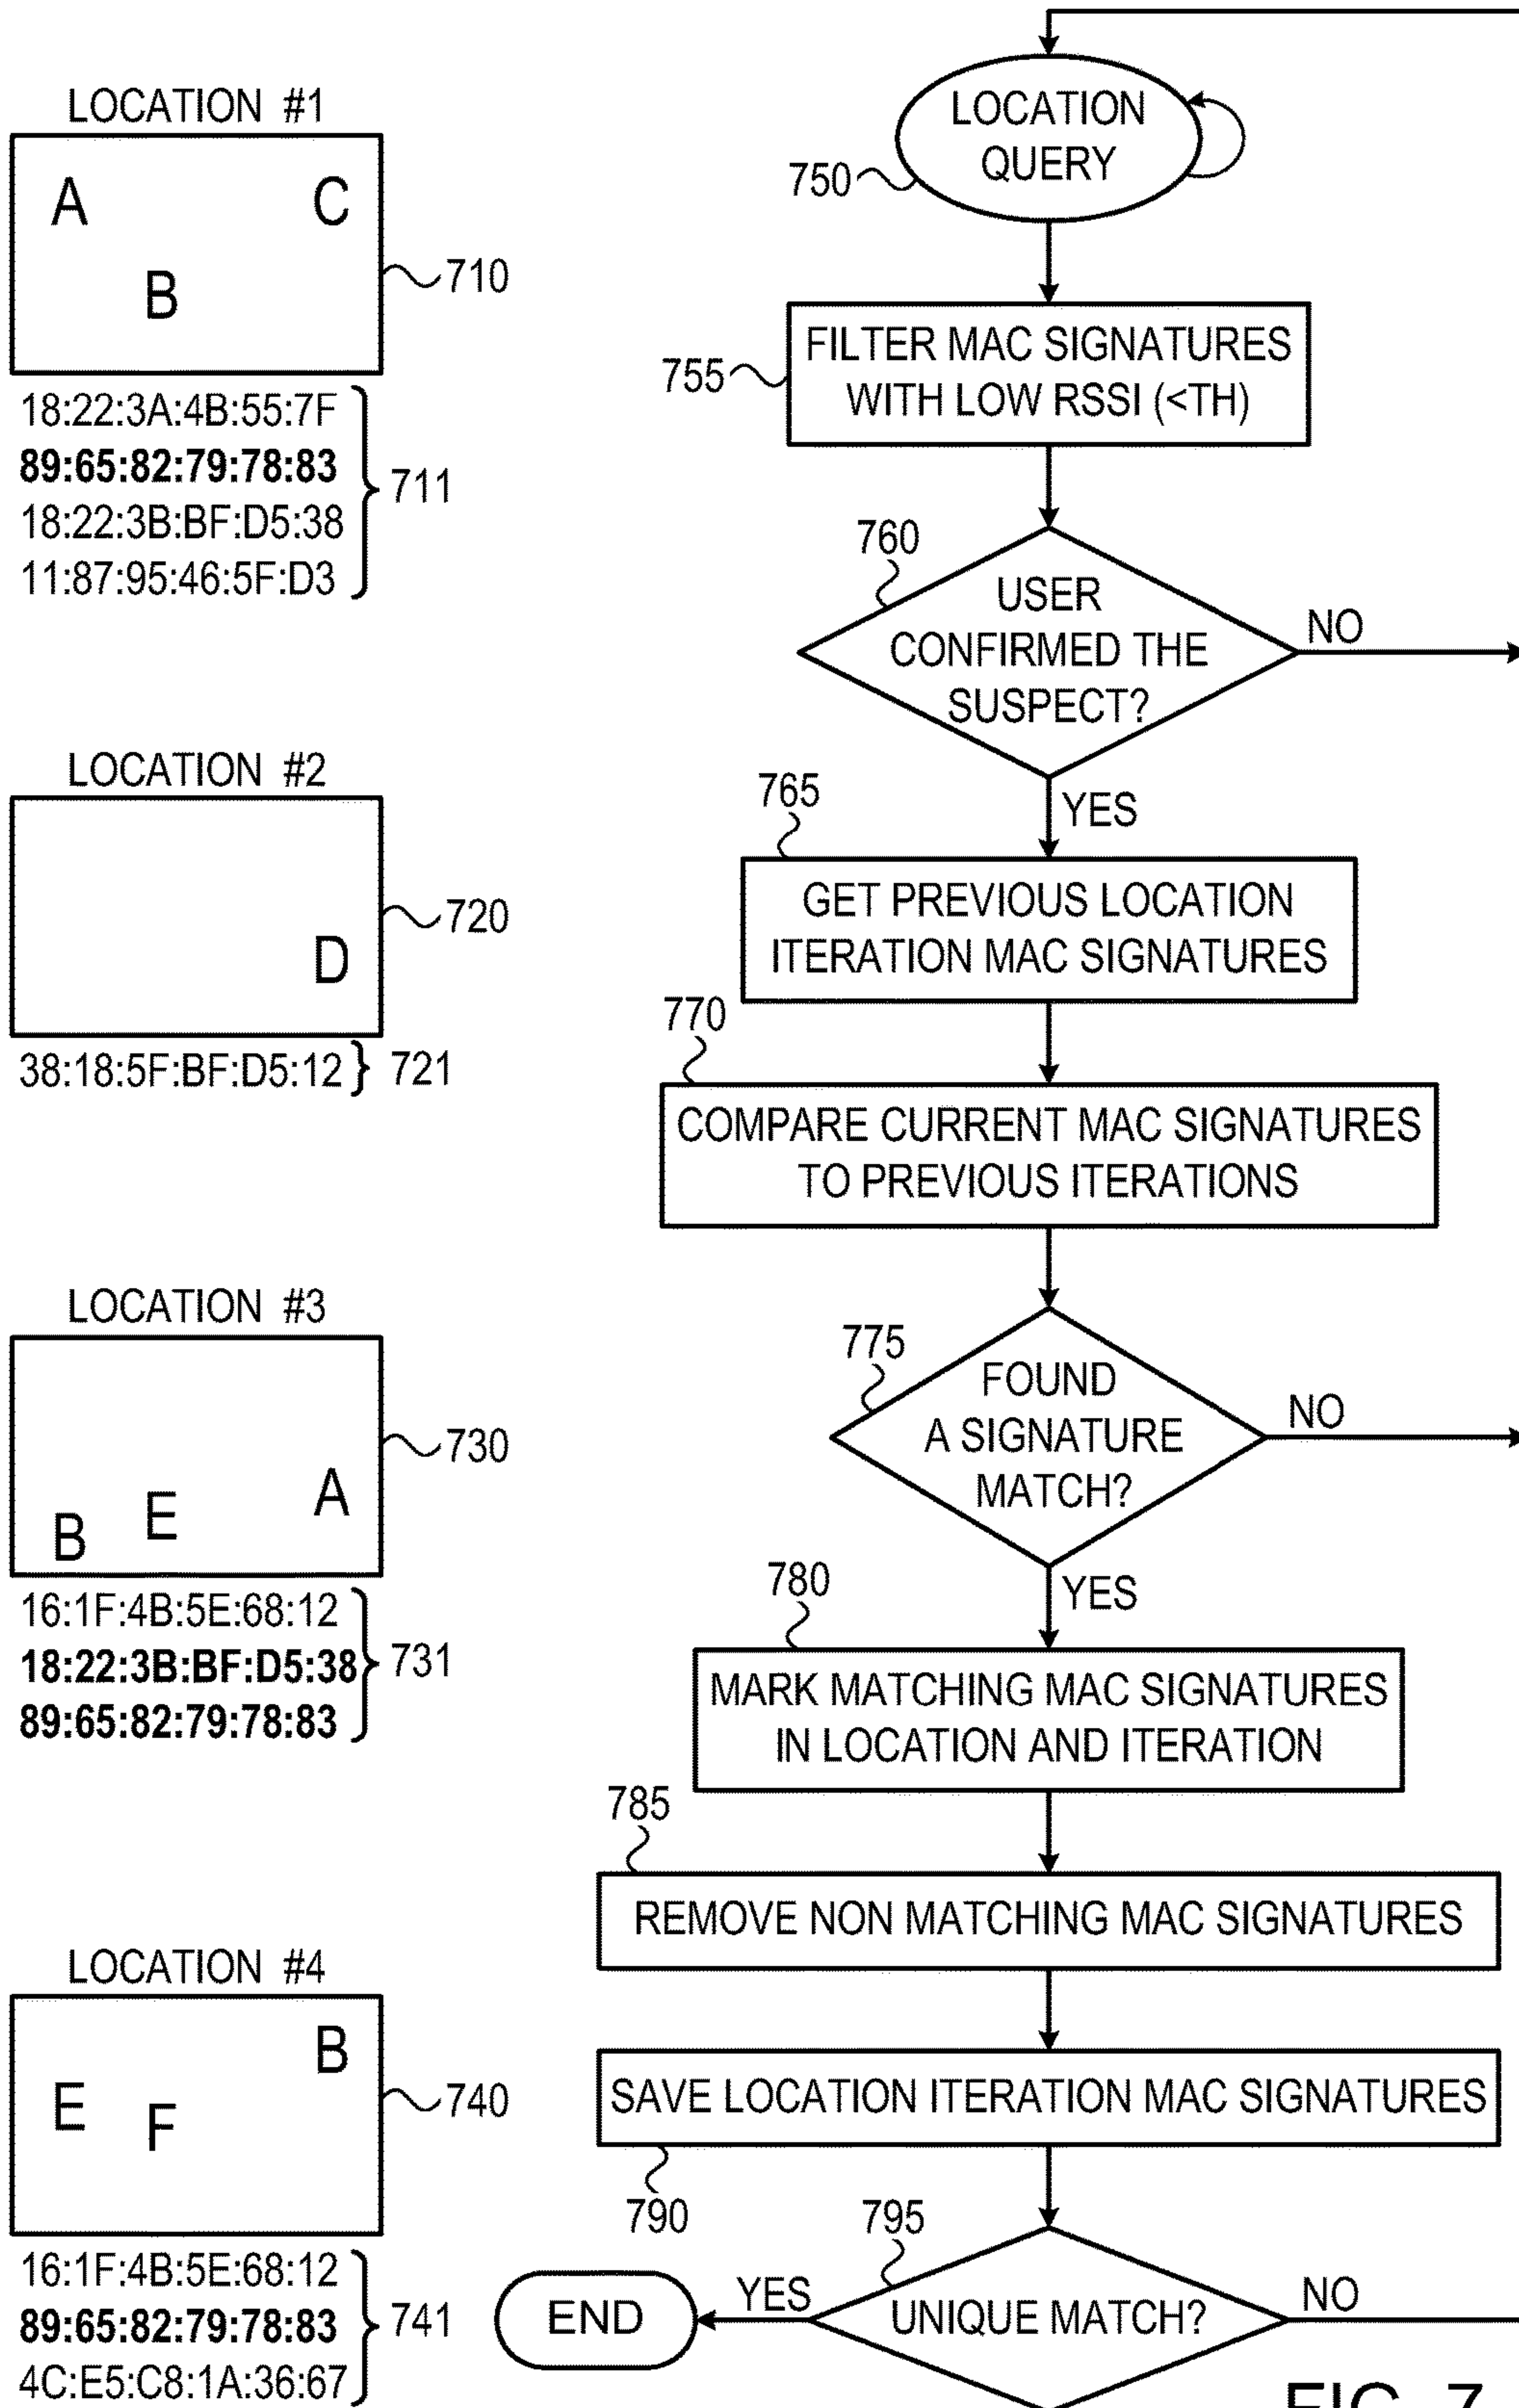 LOCATION #1
A
C
B
710
18:22:3A:4B:55:7F
89:65:82:79:78:83
18:22:3B:BF:D5:38
11:87:95:46:5F:D3
711
LOCATION #2
D
720
38:18:5F:BF:D5:12
721
LOCATION #3
A
E
B
730
16:1F:4B:5E:68:12
18:22:3B:BF:D5:38
89:65:82:79:78:83
731
LOCATION #4
B
E
F
740
16:1F:4B:5E:68:12
89:65:82:79:78:83
4C:E5:C8:1A:36:67
741
LOCATION
QUERY
750
FILTER MAC SIGNATURES
WITH LOW RSSI (<TH)
755
760
USER
CONFIRMED THE
SUSPECT?
NO
YES
765
GET PREVIOUS LOCATION
ITERATION MAC SIGNATURES
770
COMPARE CURRENT MAC SIGNATURES
TO PREVIOUS ITERATIONS
775
FOUND
A SIGNATURE
MATCH?
NO
YES
780
MARK MATCHING MAC SIGNATURES
IN LOCATION AND ITERATION
785
REMOVE NON MATCHING MAC SIGNATURES
SAVE LOCATION ITERATION MAC SIGNATURES
790
795
UNIQUE MATCH?
YES
NO
END
FIG. 7